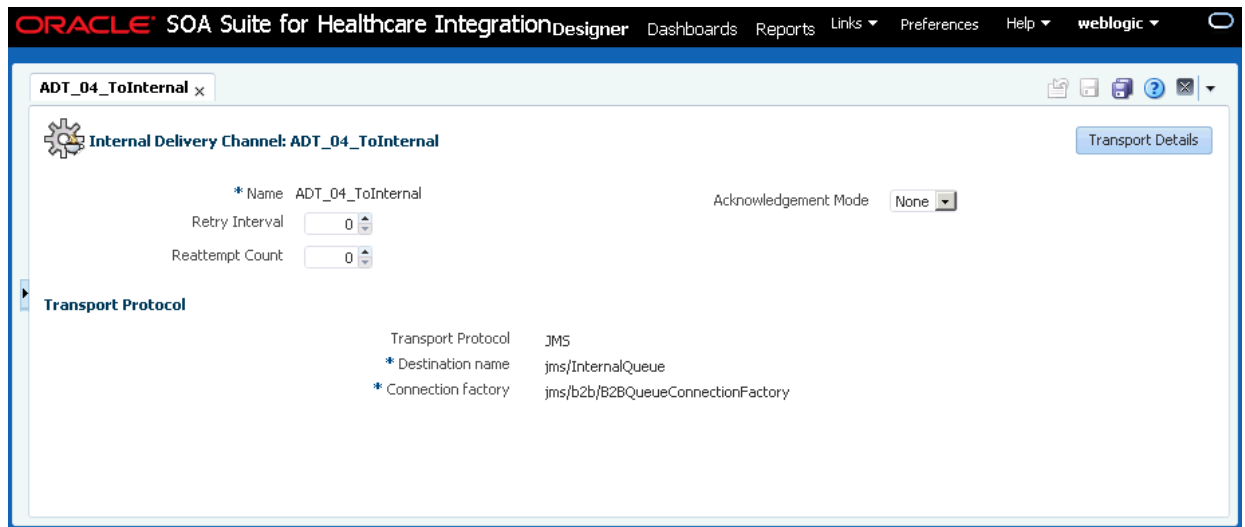 ORACLE SOA Suite for Healthcare Integration Designer Dashboards Reports Links Preferences Help weblogic
ADT_04_ToInternal x
Internal Delivery Channel: ADT_04_ToInternal
Transport Details
* Name ADT_04_ToInternal
Acknowledgement Mode None
Retry Interval 0
Reattempt Count 0
Transport Protocol
Transport Protocol JMS
* Destination name jms/InternalQueue
* Connection factory jms/b2b/B2BQueueConnectionFactory